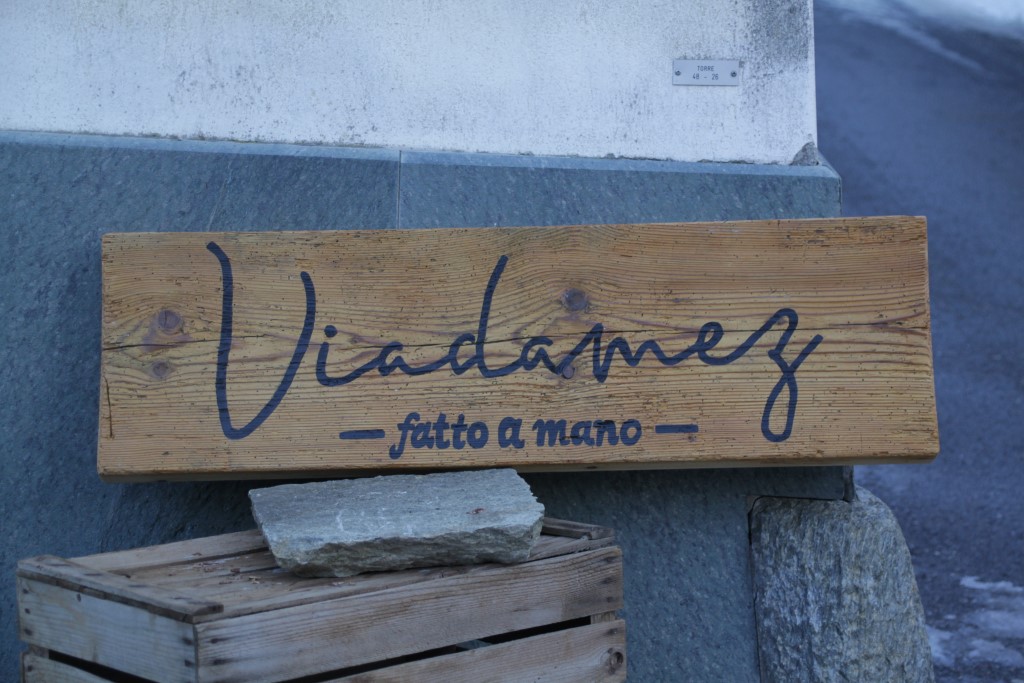 TORRE
48 - 26
Viadamez
– fatto a mano –